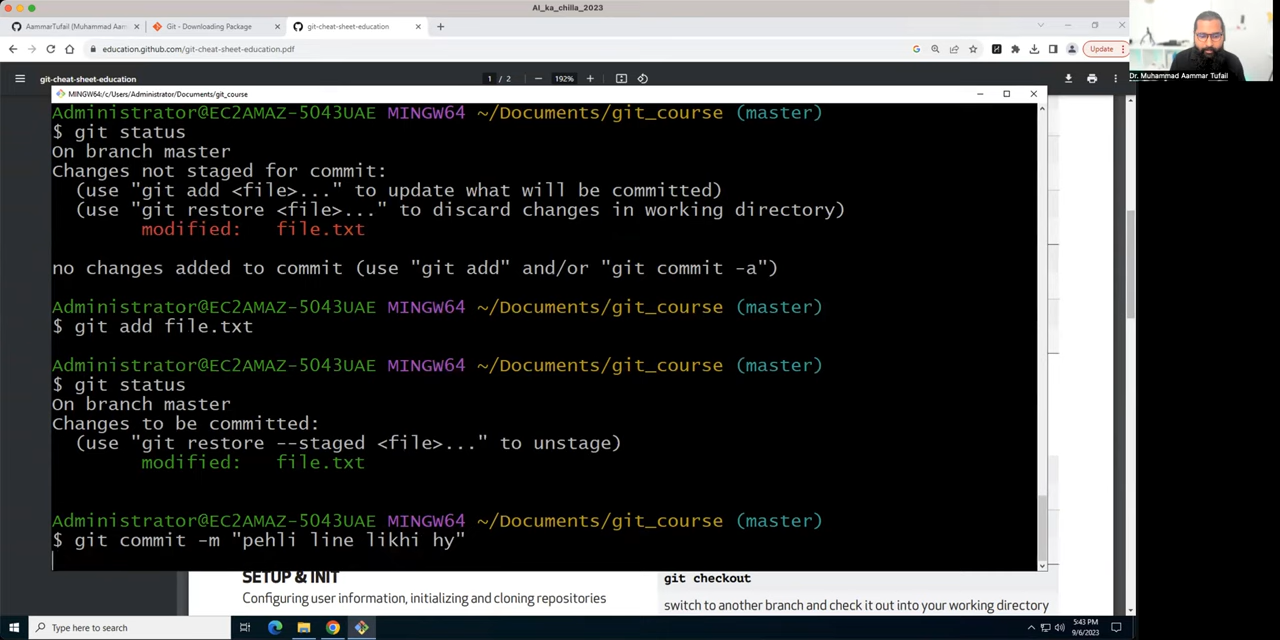 AI_ka_chilla_2023
AammarTufail (Muhammad Aam
Git - Downloading Package
git-cheat-sheet-education.pdf
education.github.com/git-cheat-sheet-education.pdf
Update
git-cheat-sheet-education
1 / 2
192%
Dr. Muhammad Aammar Tufail
MINGW64:/c/Users/Administrator/Documents/git_course
Administrator@EC2AMAZ-5043UAE MINGW64 ~/Documents/git_course (master)
$ git status
On branch master
Changes not staged for commit:
(use "git add <file>..." to update what will be committed)
(use "git restore <file>..." to discard changes in working directory)
modified: file.txt
no changes added to commit (use "git add" and/or "git commit -a")
Administrator@EC2AMAZ-5043UAE MINGW64 ~/Documents/git_course (master)
$ git add file.txt
Administrator@EC2AMAZ-5043UAE MINGW64 ~/Documents/git_course (master)
$ git status
On branch master
Changes to be committed:
(use "git restore --staged <file>..." to unstage)
modified: file.txt
Administrator@EC2AMAZ-5043UAE MINGW64 ~/Documents/git_course (master)
$ git commit -m "pehli line likhi hy"
SETUP & INIT
Configuring user information, initializing and cloning repositories
git checkout
switch to another branch and check it out into your working directory
Type here to search
5:43 PM
9/6/2023